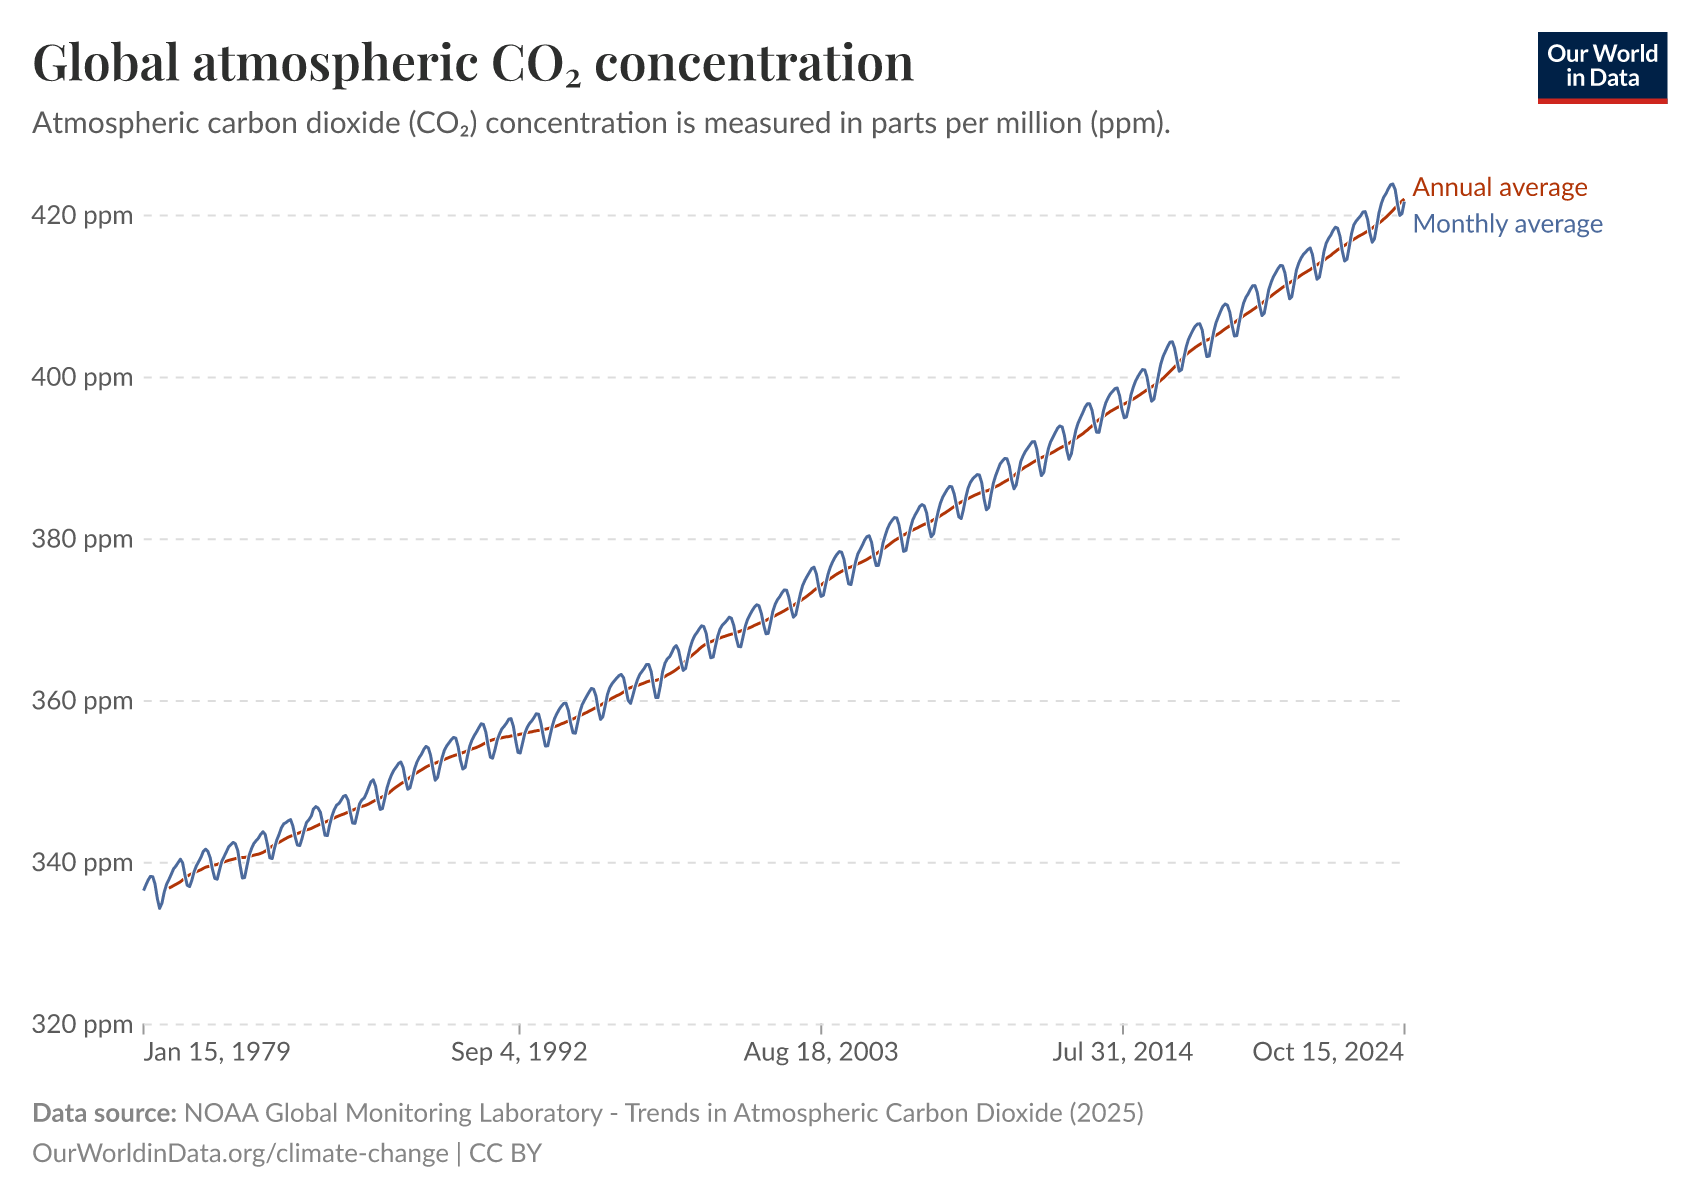 Global atmospheric CO₂ concentration
Our World
in Data
Atmospheric carbon dioxide (CO₂) concentration is measured in parts per million (ppm).
Annual average
Monthly average
420 ppm
400 ppm
380 ppm
360 ppm
340 ppm
320 ppm
Jan 15, 1979 Sep 4, 1992 Aug 18, 2003 Jul 31, 2014 Oct 15, 2024
Data source: NOAA Global Monitoring Laboratory - Trends in Atmospheric Carbon Dioxide (2025)
OurWorldinData.org/climate-change | CC BY